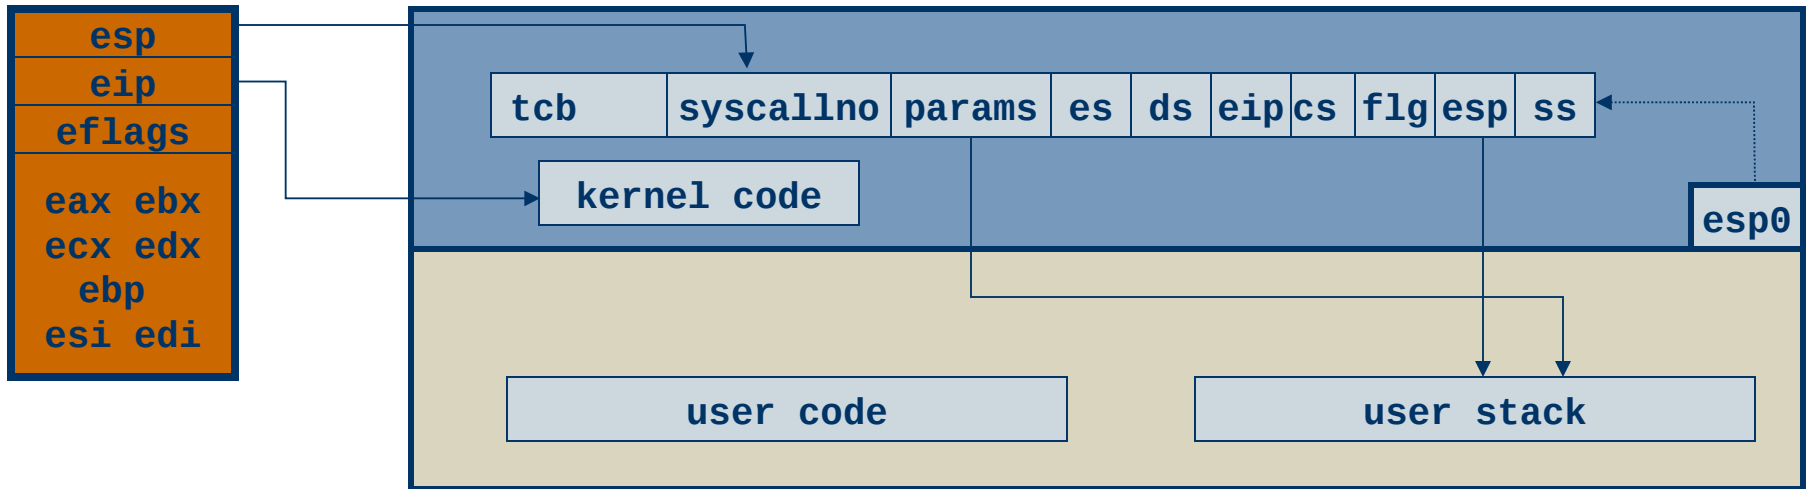 esp
eip
eflags
eax ebx
ecx edx
ebp
esi edi
tcb syscallno params es ds eip cs flg esp ss
kernel code
esp0
user code
user stack